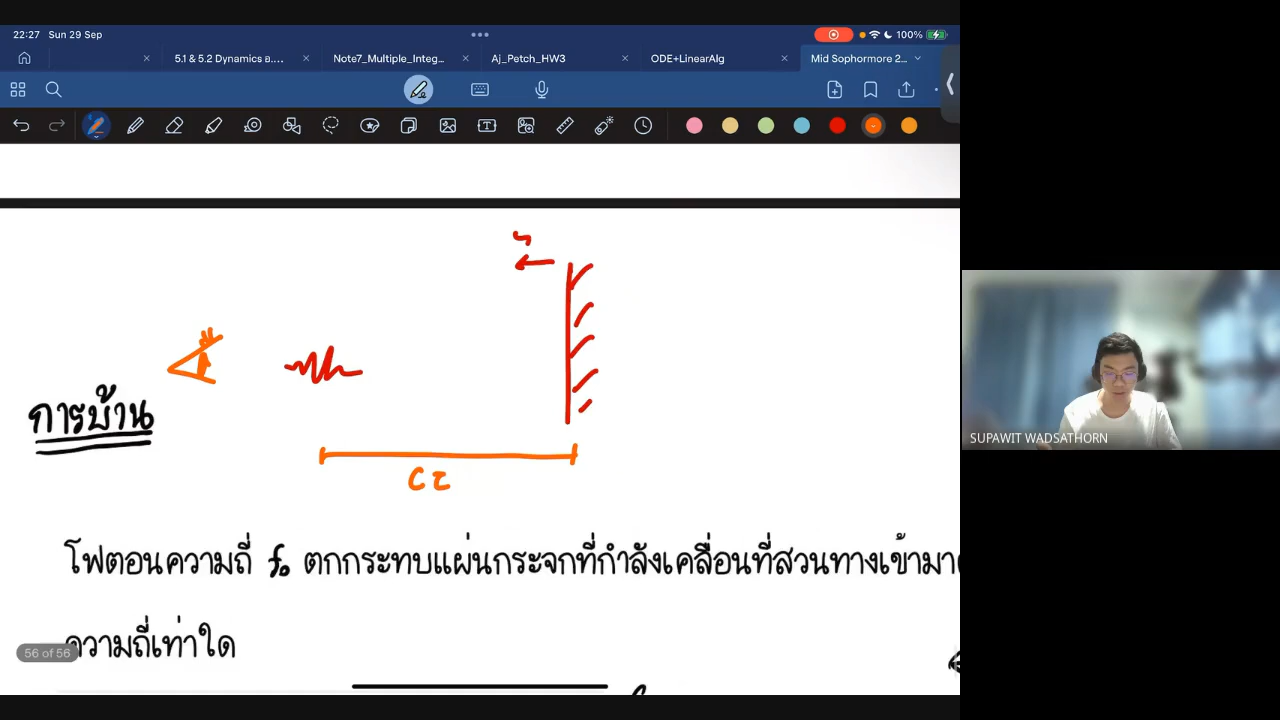 22:27 Sun 29 Sep
100%
5.1 & 5.2 Dynamics a....
Note7_Multiple_Integ...
Aj_Petch_HW3
ODE+LinearAlg
Mid Sophormore 2...
การบ้าน
cτ
โฟตอนความถี่ f₀ ตกกระทบแผ่นกระจกที่กำลังเคลื่อนที่สวนทางเข้ามา
ความถี่เท่าใด
56 of 56
SUPAWIT WADSATHORN